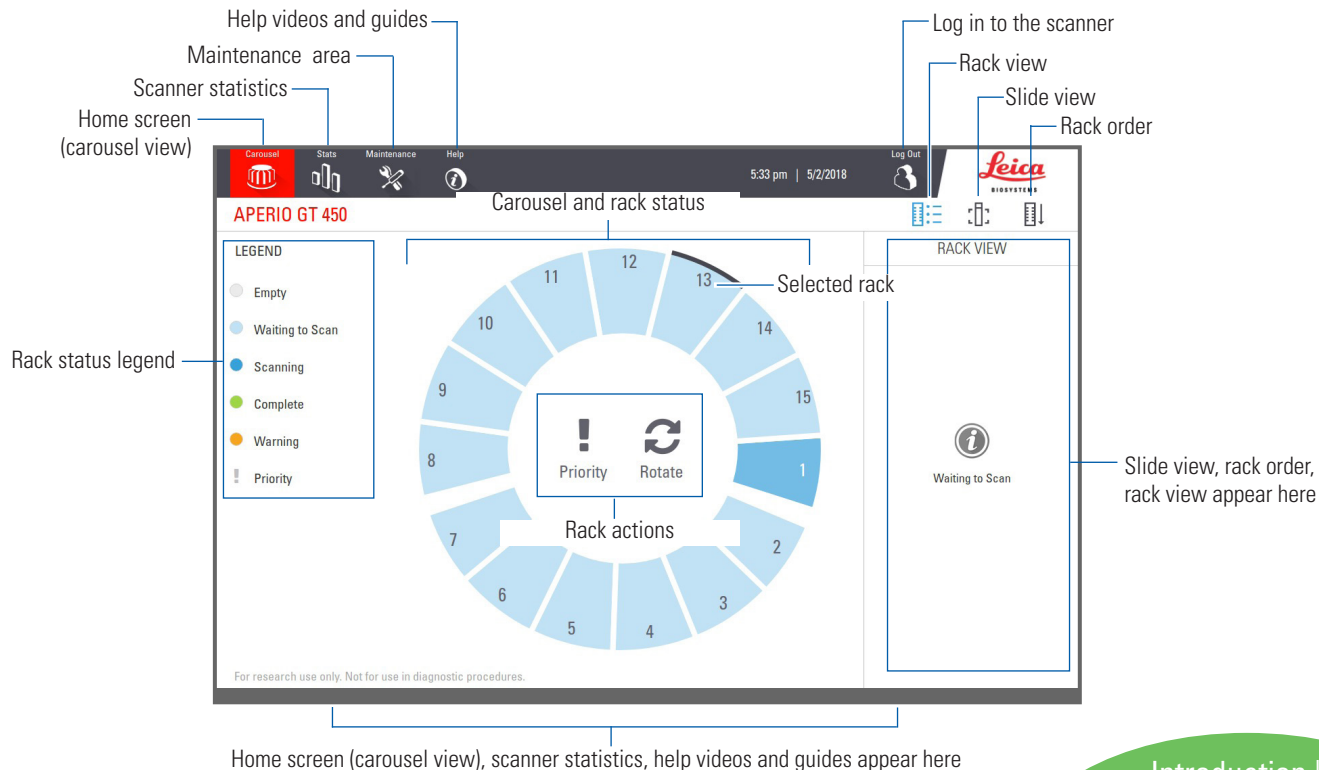 Help videos and guides
Log in to the scanner
Maintenance area
Rack view
Scanner statistics
Slide view
Home screen
(carousel view)
Rack order
Carousel
Stats
Maintenance
Help
5:33 pm | 5/2/2018
Log Out
Leica
BIOSYSTEMS
APERIO GT 450
Carousel and rack status
LEGEND
Empty
Waiting to Scan
Scanning
Complete
Warning
! Priority
Rack status legend
12
11
13
Selected rack
10
14
9
15
8
1
7
2
6
3
5
4
! Priority
Rotate
Rack actions
RACK VIEW
i
Waiting to Scan
Slide view, rack order,
rack view appear here
For research use only. Not for use in diagnostic procedures.
Home screen (carousel view), scanner statistics, help videos and guides appear here
Introduction